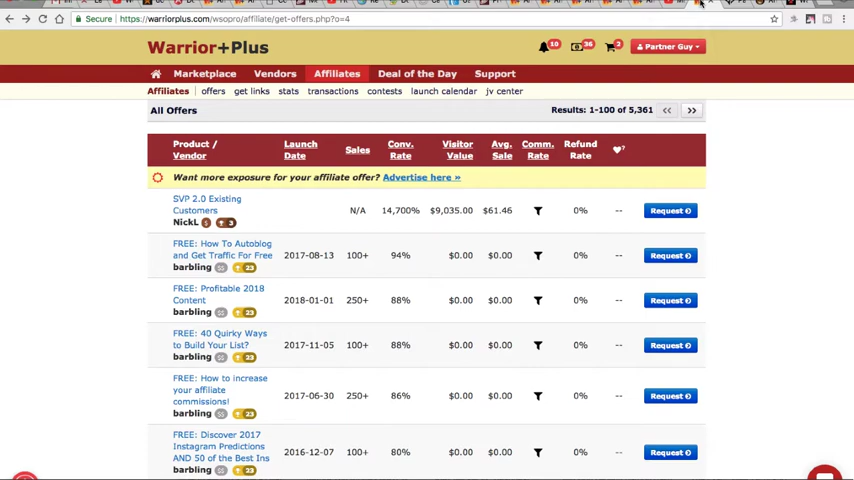 Secure https://warriorplus.com/wsopro/affiliate/get-offers.php?o=4
Warrior+Plus
10 36 2 Partner Guy
Marketplace Vendors Affiliates Deal of the Day Support
Affiliates offers get links stats transactions contests launch calendar jv center
All Offers Results: 1-100 of 5,361 << >>
Product / Launch Sales Conv. Visitor Avg. Comm. Refund ?
Vendor Date Rate Value Sale Rate Rate
Want more exposure for your affiliate offer? Advertise here »
SVP 2.0 Existing
Customers N/A 14,700% $9,035.00 $61.46 0% -- Request
NickL $ 3
FREE: How To Autoblog
and Get Traffic For Free 2017-08-13 100+ 94% $0.00 $0.00 0% -- Request
barbling $$ 23
FREE: Profitable 2018
Content 2018-01-01 250+ 88% $0.00 $0.00 0% -- Request
barbling $$ 23
FREE: 40 Quirky Ways
to Build Your List? 2017-11-05 100+ 88% $0.00 $0.00 0% -- Request
barbling $$ 23
FREE: How to increase
your affiliate 2017-06-30 250+ 86% $0.00 $0.00 0% -- Request
commissions!
barbling $$ 23
FREE: Discover 2017
Instagram Predictions 2016-12-07 100+ 80% $0.00 $0.00 0% -- Request
AND 50 of the Best Ins
barbling $$ 23